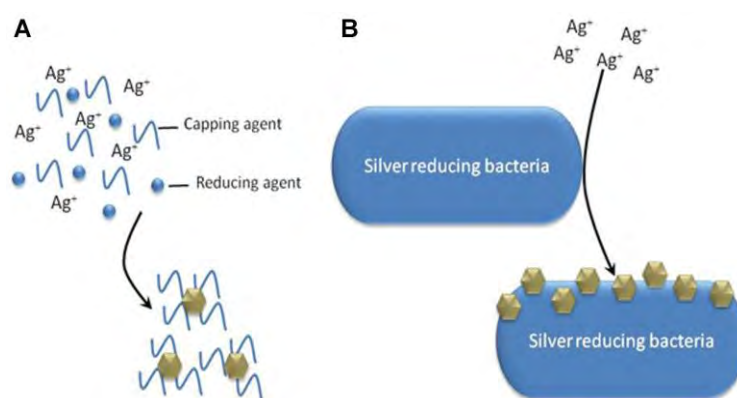 A
Ag⁺
Ag⁺
Ag⁺
Ag⁺
Ag⁺
Ag⁺
Capping agent
Reducing agent
B
Ag⁺
Ag⁺
Ag⁺
Ag⁺
Ag⁺
Silver reducing bacteria
Silver reducing bacteria